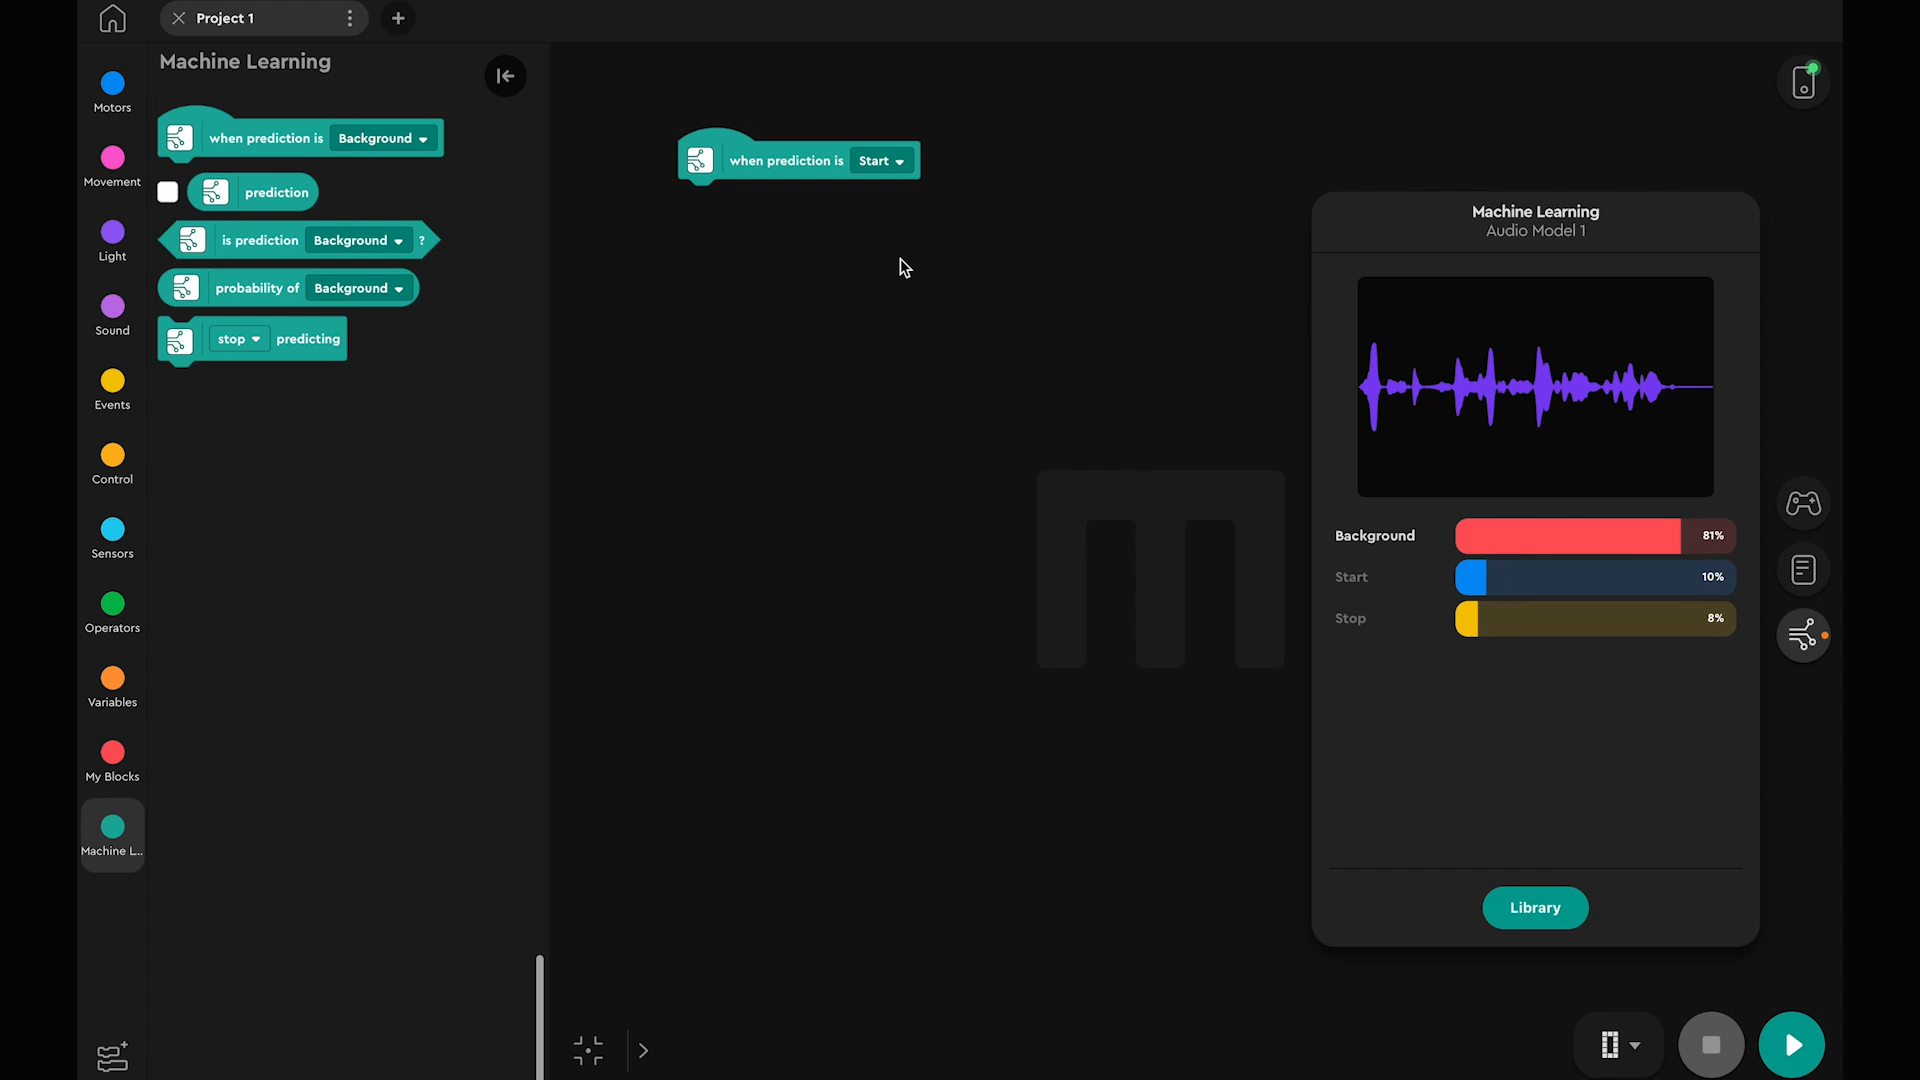 Project 1
Machine Learning
Motors
Movement
Light
Sound
Events
Control
Sensors
Operators
Variables
My Blocks
Machine L...
when prediction is Background
prediction
is prediction Background ?
probability of Background
stop predicting
when prediction is Start
Machine Learning
Audio Model 1
Background 81%
Start 10%
Stop 8%
Library